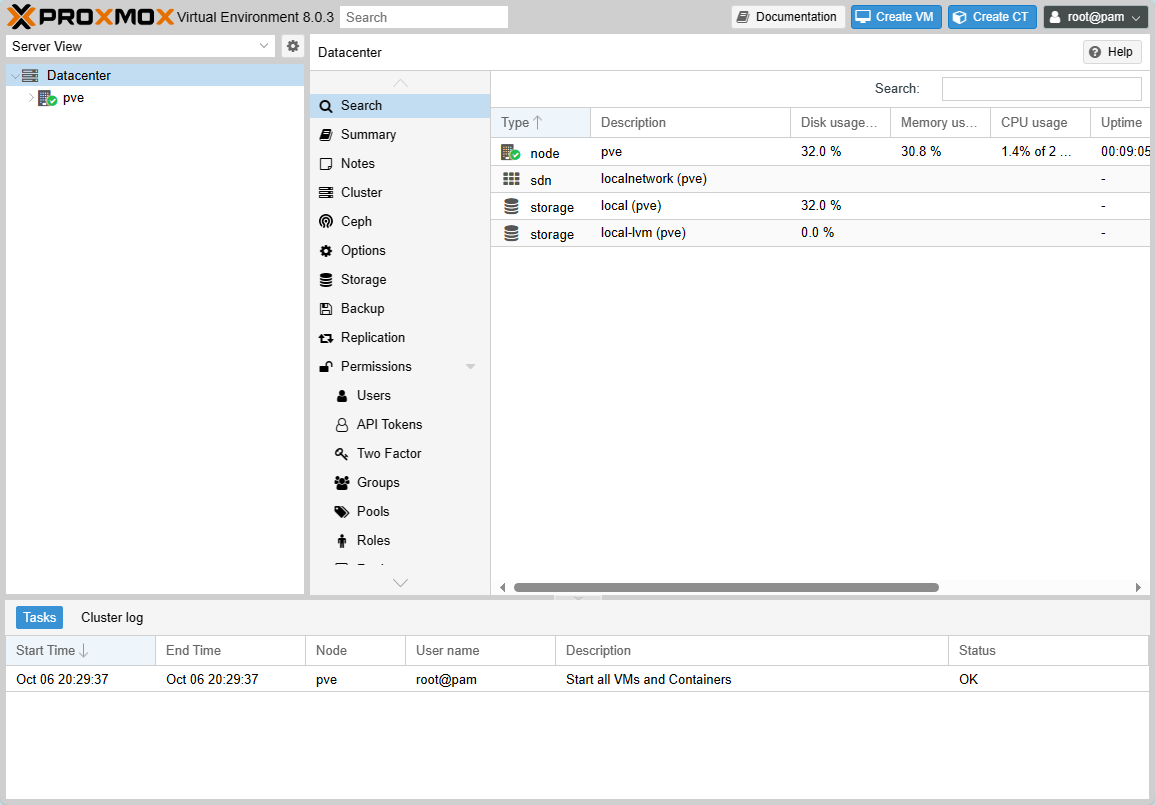 PROXMOX Virtual Environment 8.0.3 Search Documentation Create VM Create CT root@pam
Server View
Datacenter
pve
Datacenter Help
Search
Summary
Notes
Cluster
Ceph
Options
Storage
Backup
Replication
Permissions
Users
API Tokens
Two Factor
Groups
Pools
Roles
Search:
Type Description Disk usage... Memory us... CPU usage Uptime
node pve 32.0 % 30.8 % 1.4% of 2 ... 00:09:05
sdn localnetwork (pve) -
storage local (pve) 32.0 % -
storage local-lvm (pve) 0.0 % -
Tasks Cluster log
Start Time End Time Node User name Description Status
Oct 06 20:29:37 Oct 06 20:29:37 pve root@pam Start all VMs and Containers OK